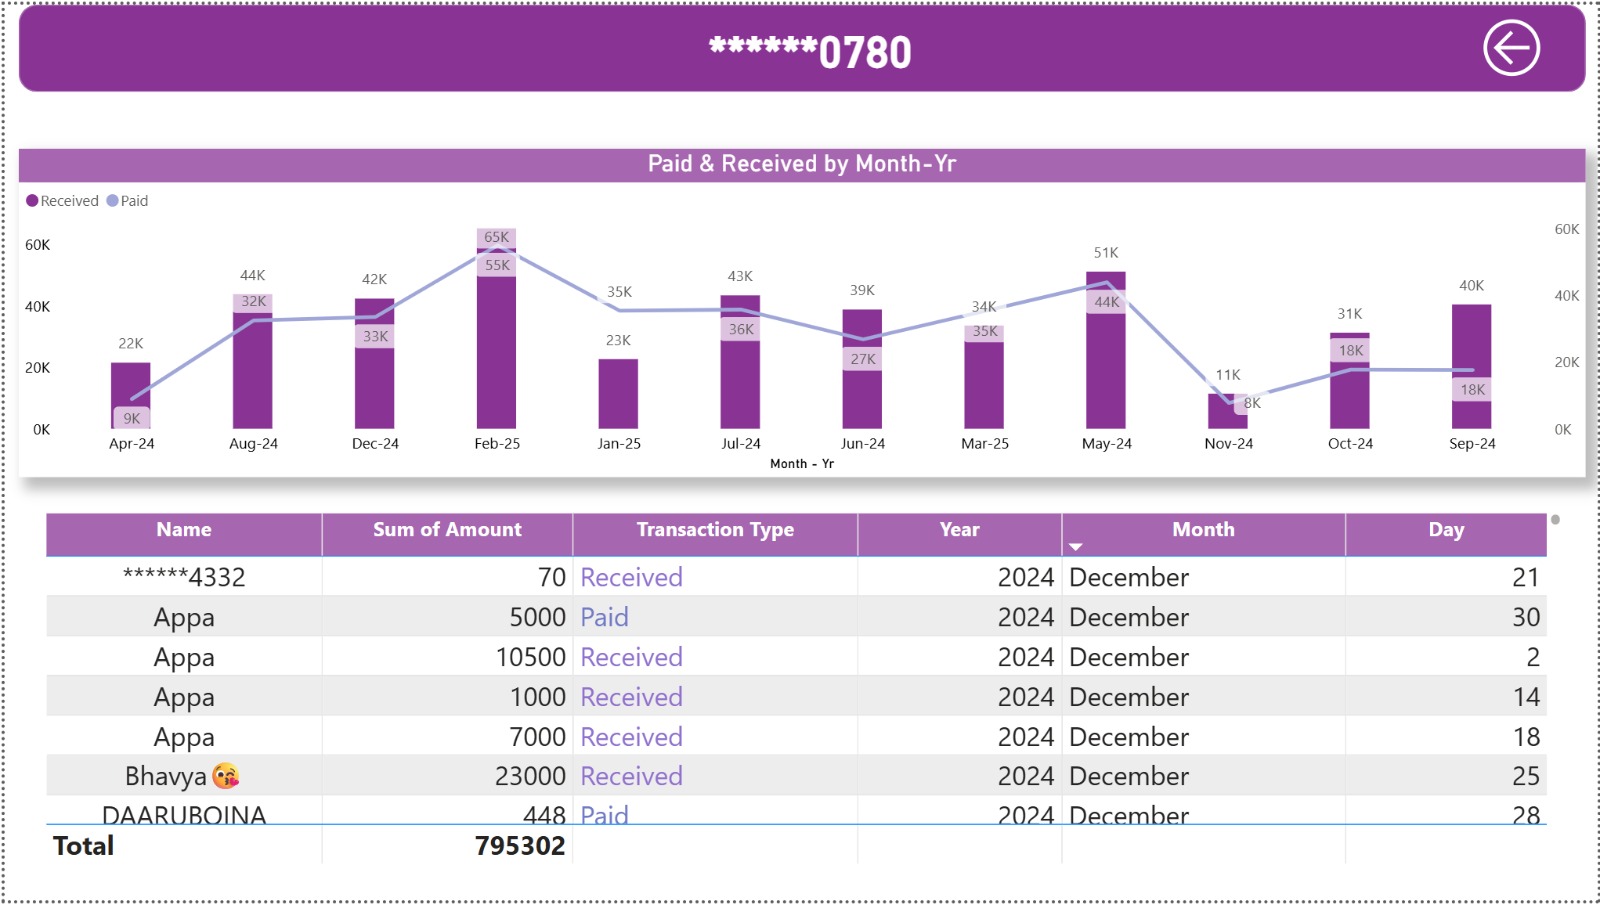 ******0780
Paid & Received by Month-Yr
Received Paid
60K 40K 20K 0K
60K 40K 20K 0K
22K 44K 42K 65K 35K 43K 39K 34K 51K 11K 31K 40K
9K 32K 33K 55K 23K 36K 27K 35K 44K 8K 18K 18K
Apr-24 Aug-24 Dec-24 Feb-25 Jan-25 Jul-24 Jun-24 Mar-25 May-24 Nov-24 Oct-24 Sep-24
Month - Yr
Name Sum of Amount Transaction Type Year Month Day
******4332 70 Received 2024 December 21
Appa 5000 Paid 2024 December 30
Appa 10500 Received 2024 December 2
Appa 1000 Received 2024 December 14
Appa 7000 Received 2024 December 18
Bhavya😘 23000 Received 2024 December 25
DAARUBOINA 448 Paid 2024 December 28
Total 795302